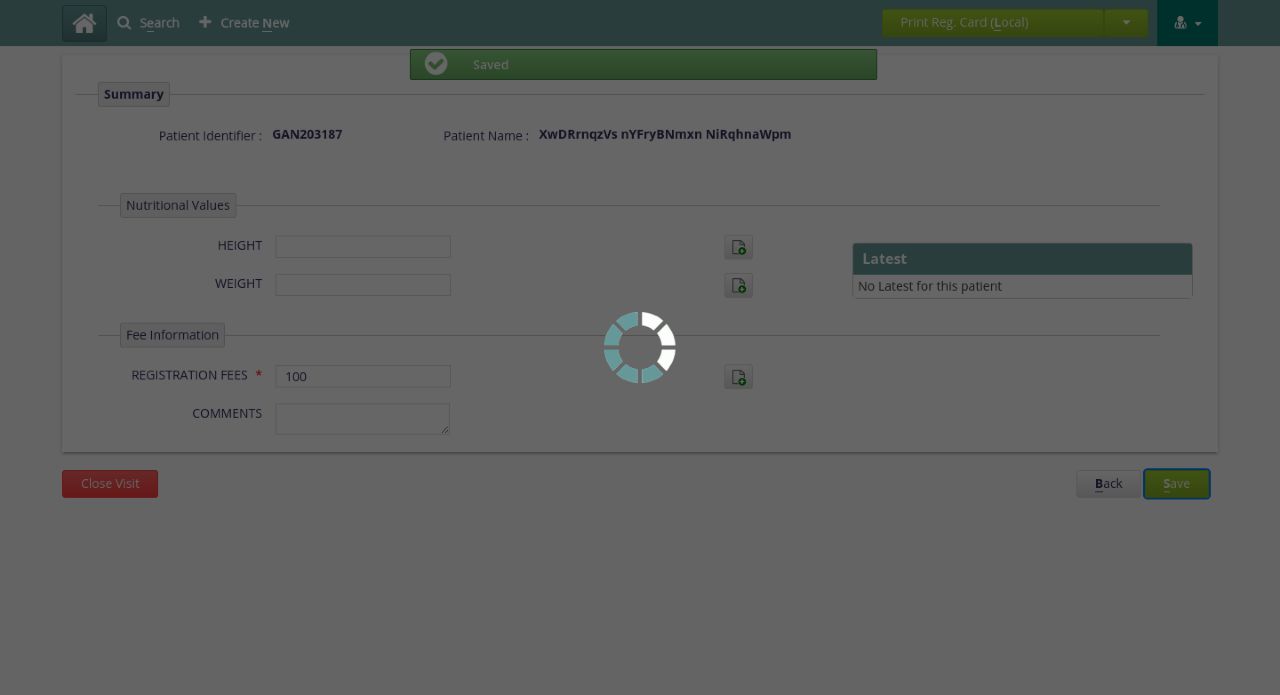 Search Create New Print Reg. Card (Local)
Saved
Summary
Patient Identifier : GAN203187 Patient Name : XwDRrnqzVs nYFryBNmxn NiRqhnaWpm
Nutritional Values
HEIGHT
Latest
WEIGHT No Latest for this patient
Fee Information
REGISTRATION FEES * 100
COMMENTS
Close Visit Back Save